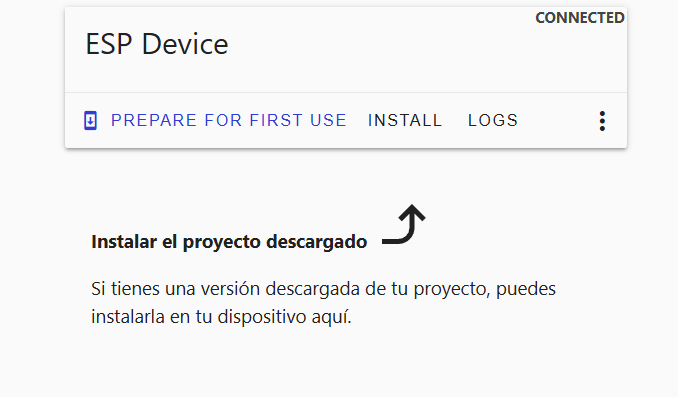 CONNECTED
ESP Device
PREPARE FOR FIRST USE INSTALL LOGS
Instalar el proyecto descargado
Si tienes una versión descargada de tu proyecto, puedes
instalarla en tu dispositivo aquí.